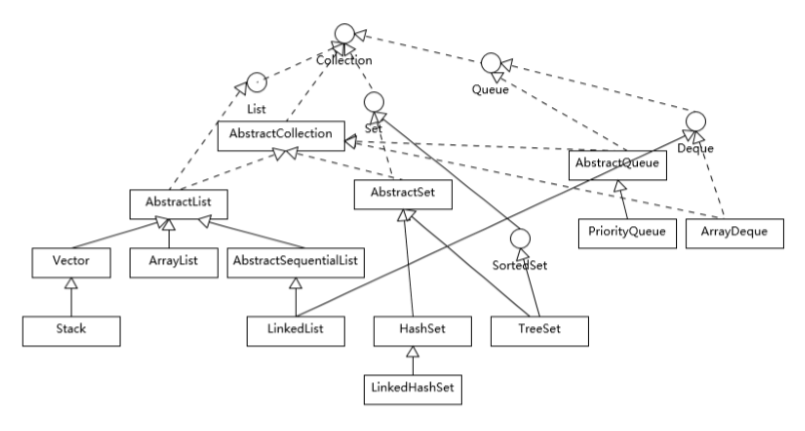 Collection
Queue
List
Set
AbstractCollection
Deque
AbstractQueue
AbstractSet
AbstractList
PriorityQueue
ArrayDeque
Vector
ArrayList
AbstractSequentialList
SortedSet
Stack
LinkedList
HashSet
TreeSet
LinkedHashSet